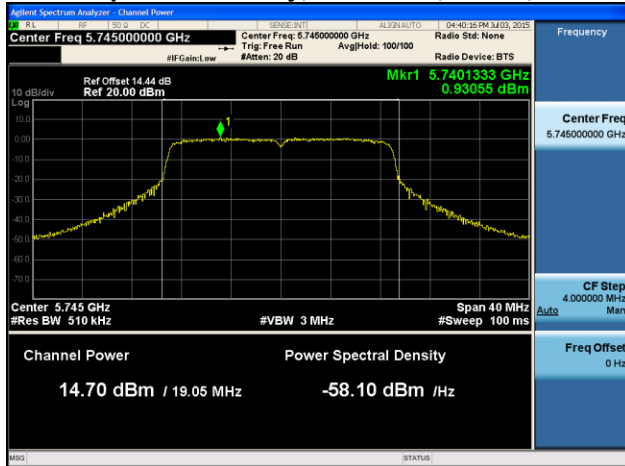 Agilent Spectrum Analyzer - Channel Power
RL RF 50 Ω DC SENSE:INT ALIGN AUTO 04:40:16 PM Jul 03, 2015
Center Freq 5.745000000 GHz
#IFGain:Low
Center Freq: 5.745000000 GHz
Trig: Free Run Avg|Hold: 100/100
#Atten: 20 dB
Radio Std: None
Radio Device: BTS
Frequency
Ref Offset 14.44 dB
10 dB/div Ref 20.00 dBm
Mkr1 5.7401333 GHz
0.93055 dBm
Log
10.0
0.00
-10.0
-20.0
-30.0
-40.0
-50.0
-60.0
-70.0
1
Center 5.745 GHz Span 40 MHz
#Res BW 510 kHz #VBW 3 MHz #Sweep 100 ms
Channel Power Power Spectral Density
14.70 dBm / 19.05 MHz -58.10 dBm /Hz
Center Freq
5.745000000 GHz
CF Step
4.000000 MHz
Auto Man
Freq Offset
0 Hz
MSG STATUS